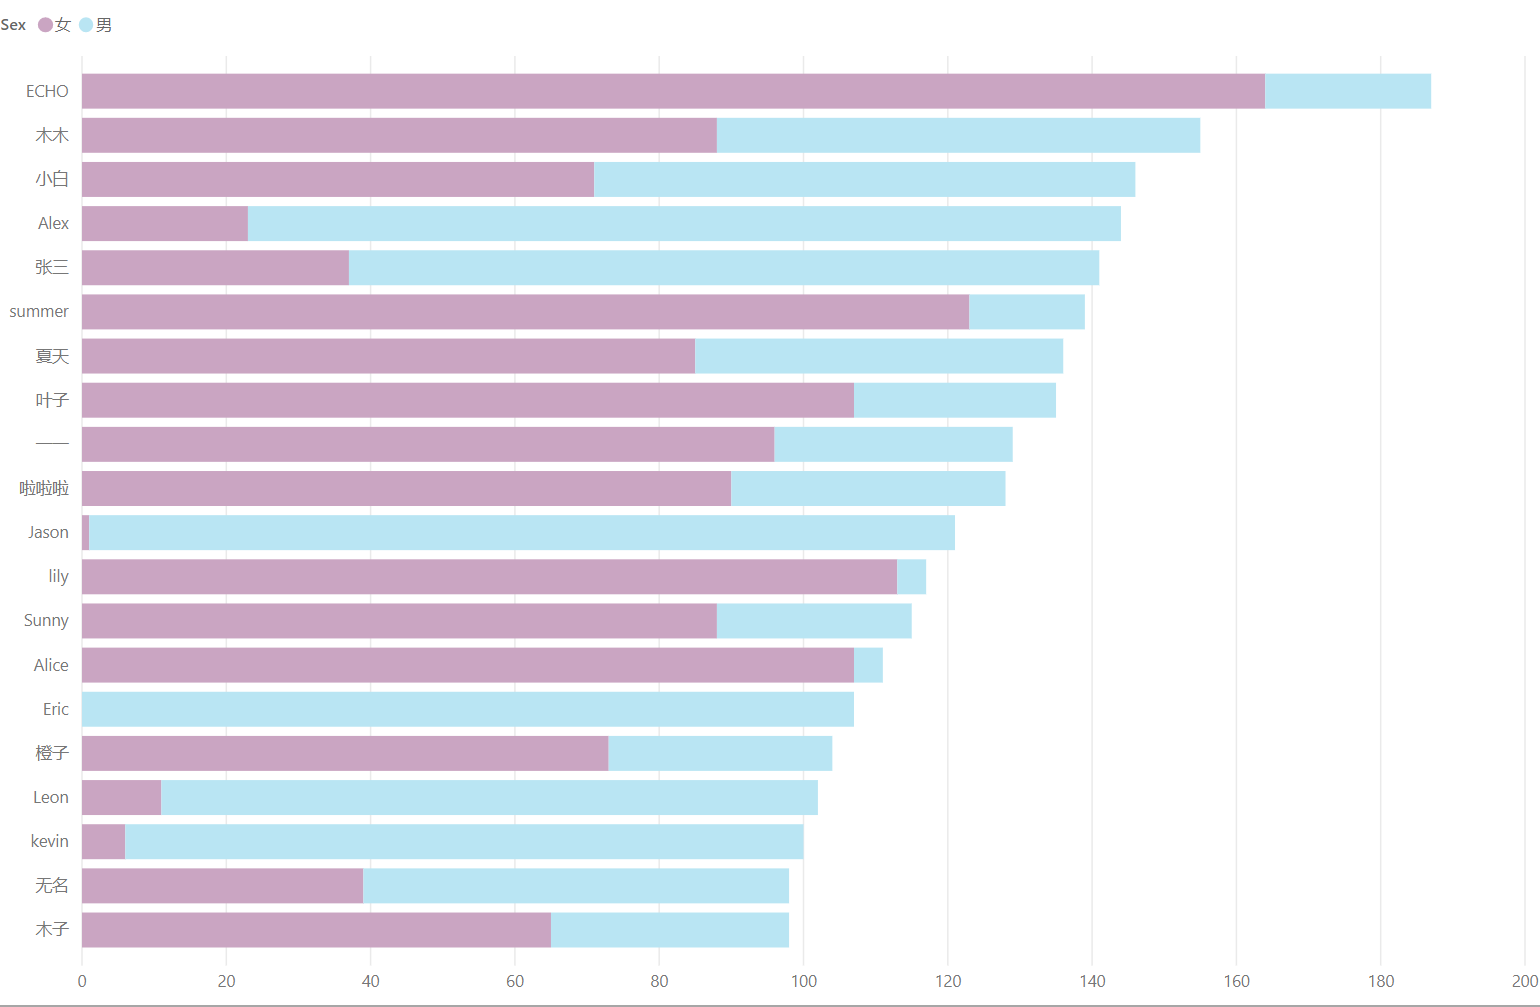 Sex 女 男
ECHO
木木
小白
Alex
张三
summer
夏天
叶子
——
啦啦啦
Jason
lily
Sunny
Alice
Eric
橙子
Leon
kevin
无名
木子
0 20 40 60 80 100 120 140 160 180 200